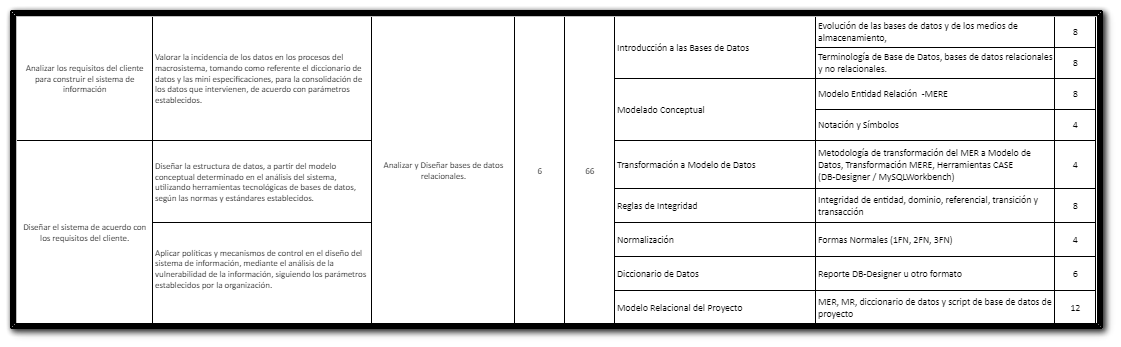 Analizar los requisitos del cliente
para construir el sistema de
información
Valorar la incidencia de los datos en los procesos del
macrosistema, tomando como referente el diccionario de
datos y las mini especificaciones, para la consolidación de
los datos que intervienen, de acuerdo con parámetros
establecidos.
Diseñar el sistema de acuerdo con
los requisitos del cliente.
Diseñar la estructura de datos, a partir del modelo
conceptual determinado en el análisis del sistema,
utilizando herramientas tecnológicas de bases de datos,
según las normas y estándares establecidos.
Aplicar políticas y mecanismos de control en el diseño del
sistema de información, mediante el análisis de la
vulnerabilidad de la información, siguiendo los parámetros
establecidos por la organización.
Analizar y Diseñar bases de datos
relacionales.
6
66
Introducción a las Bases de Datos
Evolución de las bases de datos y de los medios de
almacenamiento,
8
Terminología de Base de Datos, bases de datos relacionales
y no relacionales.
8
Modelado Conceptual
Modelo Entidad Relación -MERE
8
Notación y Símbolos
4
Transformación a Modelo de Datos
Metodología de transformación del MER a Modelo de
Datos, Transformación MERE, Herramientas CASE
(DB-Designer / MySQLWorkbench)
4
Reglas de Integridad
Integridad de entidad, dominio, referencial, transición y
transacción
8
Normalización
Formas Normales (1FN, 2FN, 3FN)
4
Diccionario de Datos
Reporte DB-Designer u otro formato
6
Modelo Relacional del Proyecto
MER, MR, diccionario de datos y script de base de datos de
proyecto
12